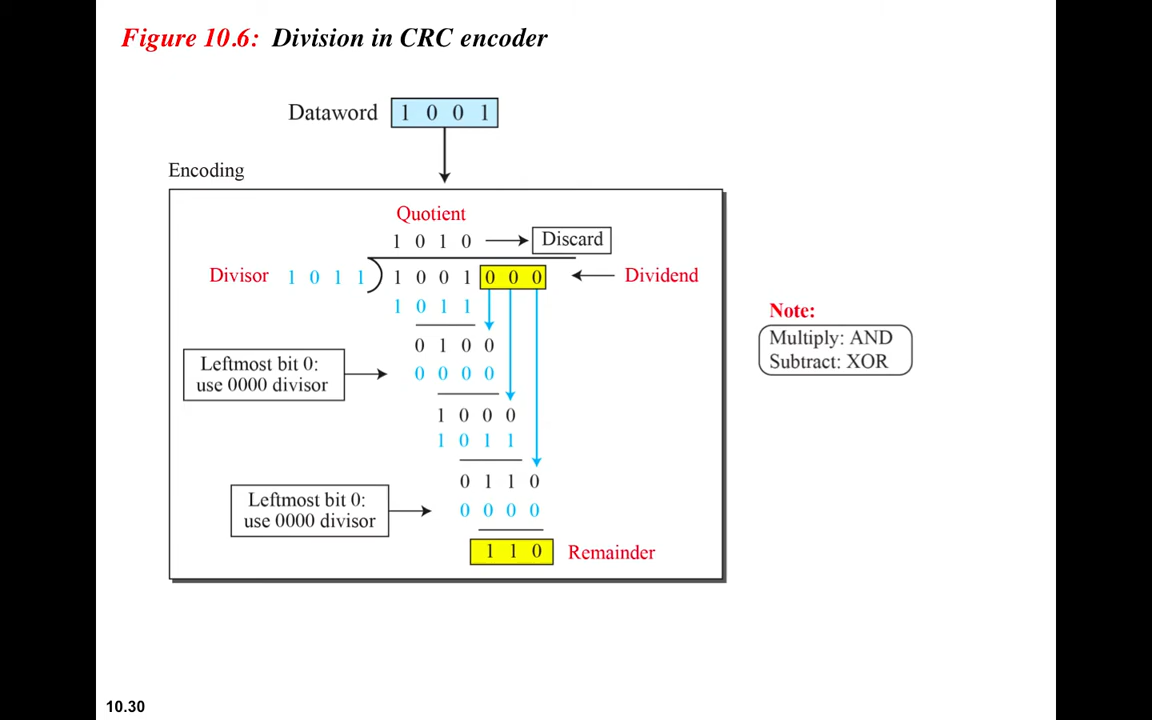 Figure 10.6: Division in CRC encoder
Dataword 1 0 0 1
Encoding
Quotient
1 0 1 0 Discard
Divisor 1 0 1 1 1 0 0 1 0 0 0 Dividend
1 0 1 1
0 1 0 0
Leftmost bit 0:
use 0000 divisor
0 0 0 0
1 0 0 0
1 0 1 1
0 1 1 0
Leftmost bit 0:
use 0000 divisor
0 0 0 0
1 1 0 Remainder
Note:
Multiply: AND
Subtract: XOR
10.30